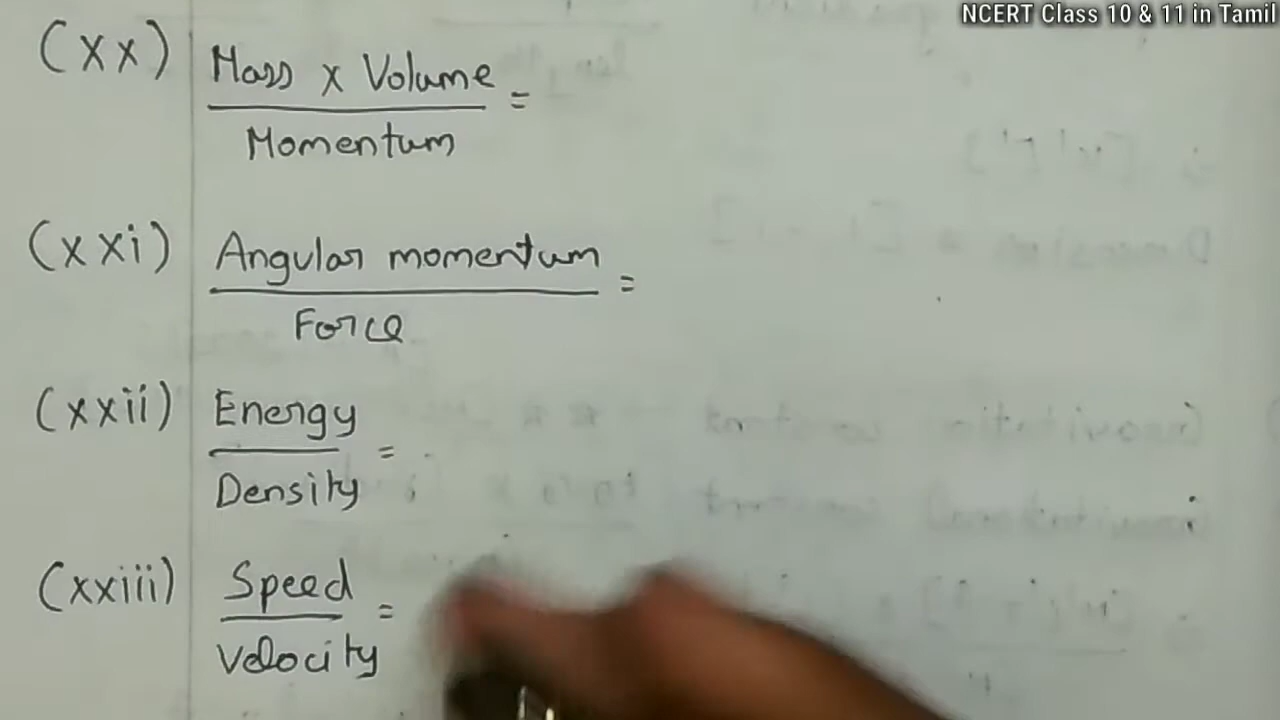 NCERT Class 10 & 11 in Tamil
(xx) Mass x Volume =
Momentum
(xxi) Angular momentum =
Force
(xxii) Energy =
Density
(xxiii) Speed =
Velocity